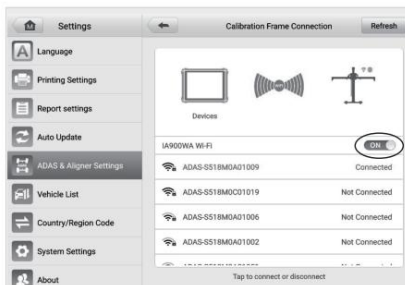 Settings
Calibration Frame Connection
Refresh
Language
Printing Settings
Report settings
Auto Update
ADAS & Aligner Settings
Vehicle List
Country/Region Code
System Settings
About
Devices
IA900WA Wi-Fi
ON
ADAS-S518M0A01009 Connected
ADAS-S518M0C01019 Not Connected
ADAS-S518M0A01006 Not Connected
ADAS-S518M0A01002 Not Connected
Tap to connect or disconnect